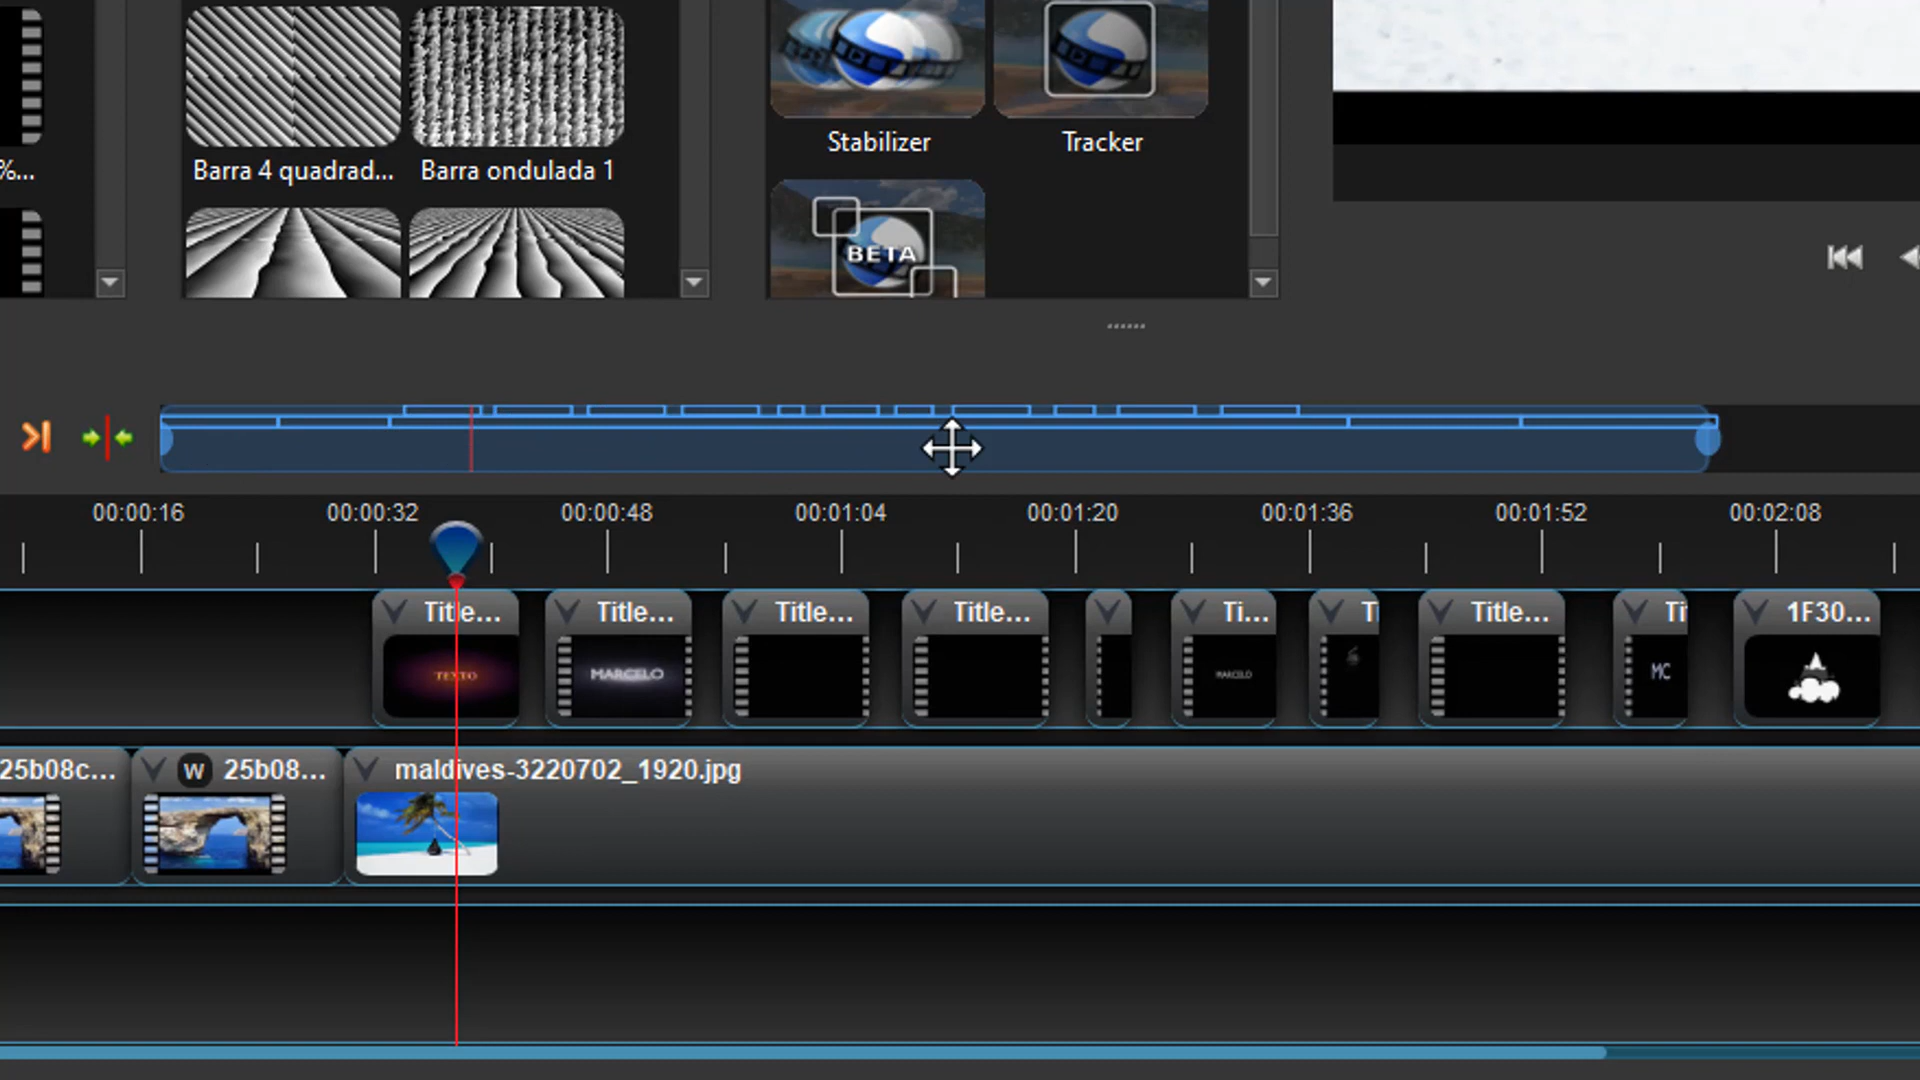 %...
Barra 4 quadrad...
Barra ondulada 1
Stabilizer
Tracker
BETA
00:00:16
00:00:32
00:00:48
00:01:04
00:01:20
00:01:36
00:01:52
00:02:08
Title...
Title...
Title...
Title...
Ti...
Title...
1F30...
TEXTO
MARCELO
MARCELO
MC
25b08c...
W
25b08...
maldives-3220702_1920.jpg